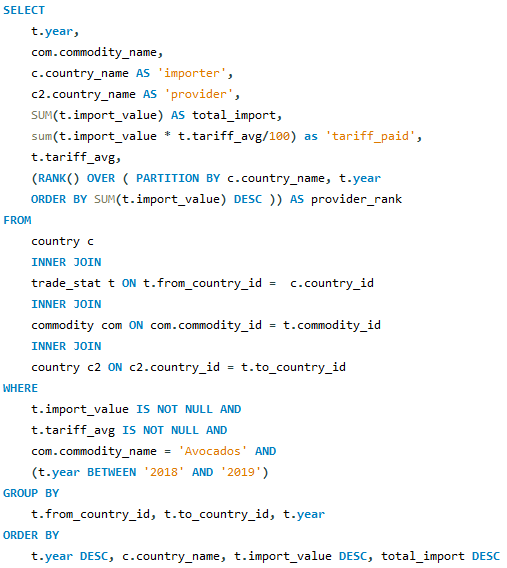 SELECT
t.year,
com.commodity_name,
c.country_name AS 'importer',
c2.country_name AS 'provider',
SUM(t.import_value) AS total_import,
sum(t.import_value * t.tariff_avg/100) as 'tariff_paid',
t.tariff_avg,
(RANK() OVER ( PARTITION BY c.country_name, t.year
ORDER BY SUM(t.import_value) DESC )) AS provider_rank
FROM
country c
INNER JOIN
trade_stat t ON t.from_country_id =  c.country_id
INNER JOIN
commodity com ON com.commodity_id = t.commodity_id
INNER JOIN
country c2 ON c2.country_id = t.to_country_id
WHERE
t.import_value IS NOT NULL AND
t.tariff_avg IS NOT NULL AND
com.commodity_name = 'Avocados' AND
(t.year BETWEEN '2018' AND '2019')
GROUP BY
t.from_country_id, t.to_country_id, t.year
ORDER BY
t.year DESC, c.country_name, t.import_value DESC, total_import DESC